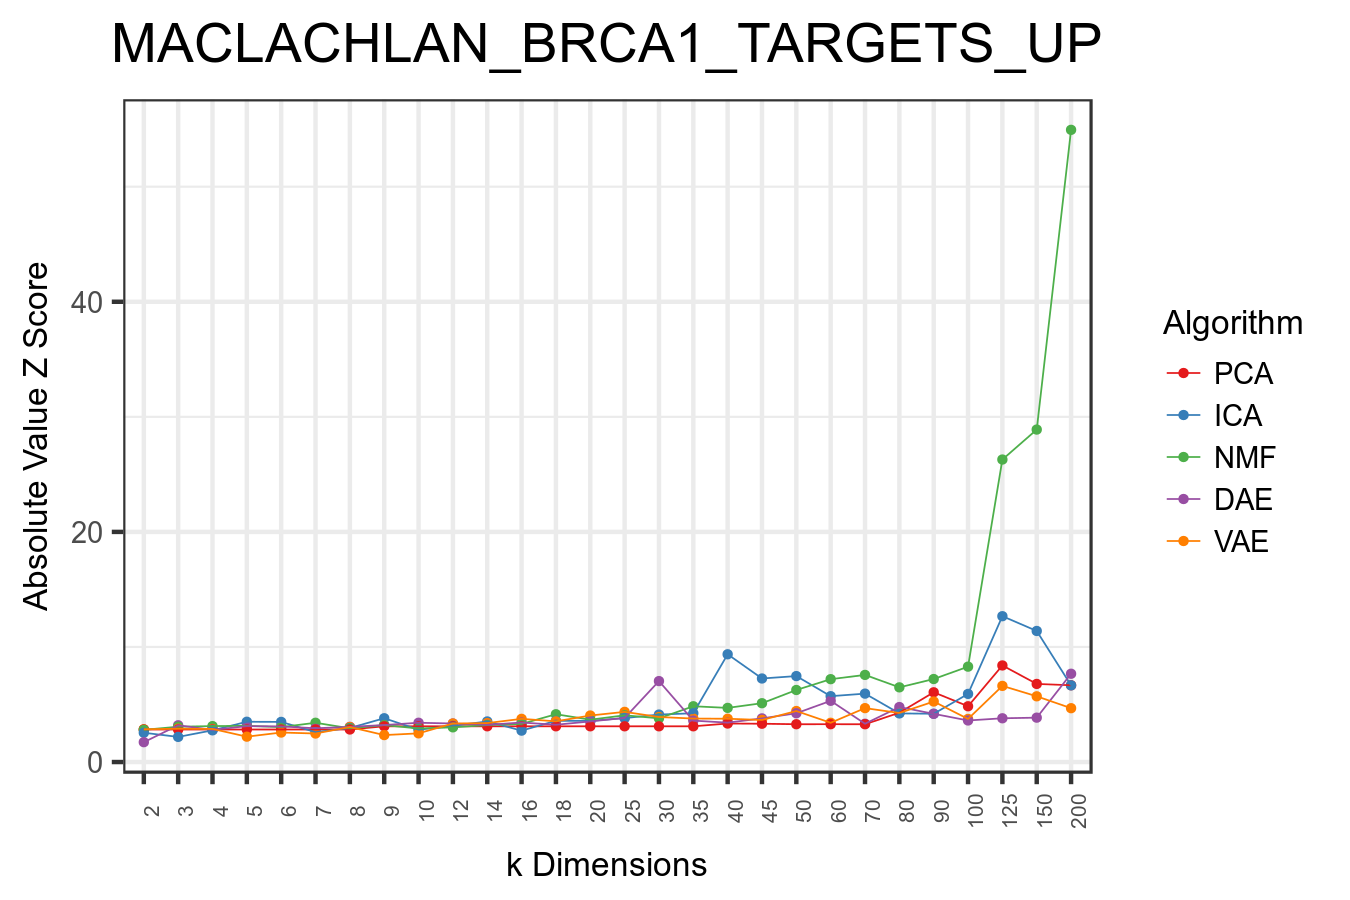 MACLACHLAN_BRCA1_TARGETS_UP
Absolute Value Z Score
40
20
0
2 3 4 5 6 7 8 9 10 12 14 16 18 20 25 30 35 40 45 50 60 70 80 90 100 125 150 200
k Dimensions
Algorithm
PCA
ICA
NMF
DAE
VAE